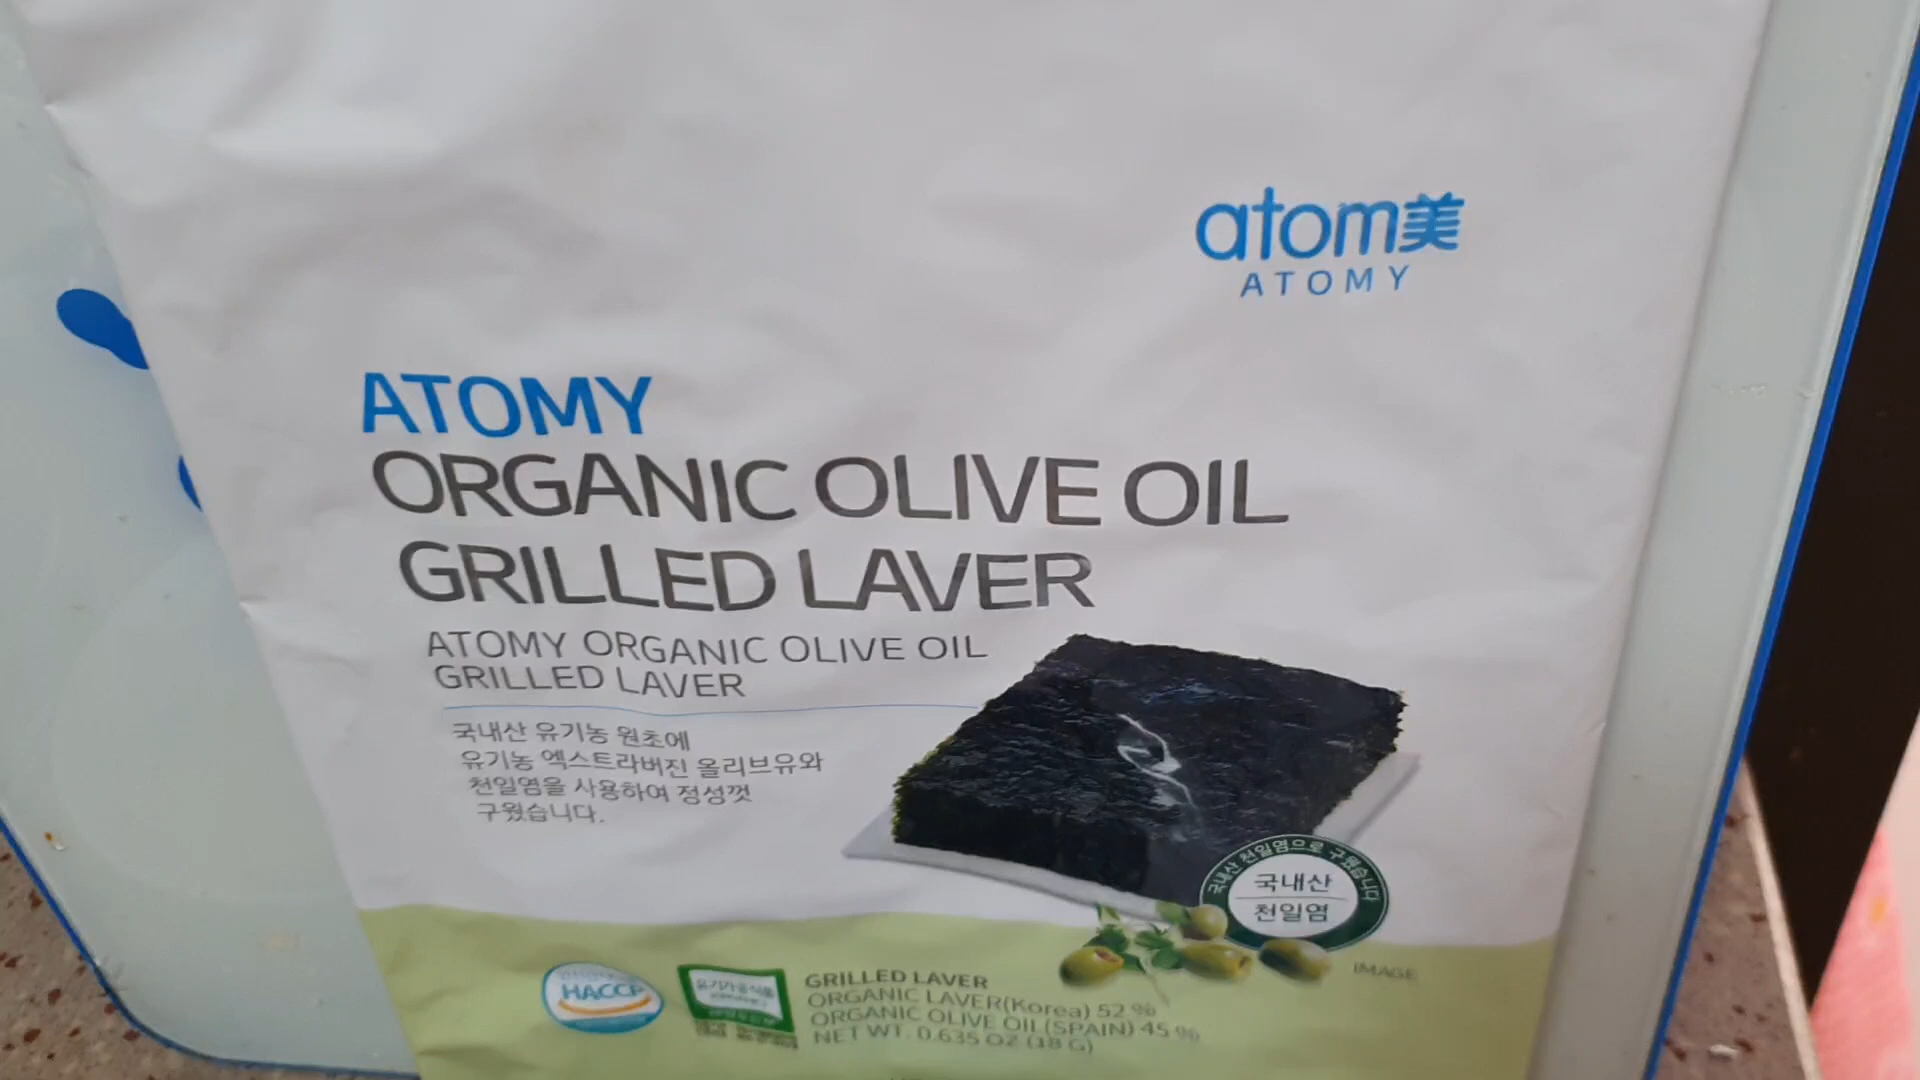 atom美
ATOMY
ATOMY
ORGANIC OLIVE OIL
GRILLED LAVER
ATOMY ORGANIC OLIVE OIL
GRILLED LAVER
국내산 유기농 원초에
유기농 엑스트라버진 올리브유와
천일염을 사용하여 정성껏
구웠습니다.
국내산 천일염으로 구웠습니다
국내산
천일염
IMAGE
HACCP
유기가공식품
GRILLED LAVER
ORGANIC LAVER(Korea) 52 %
ORGANIC OLIVE OIL(SPAIN) 45 %
NET WT. 0.635 OZ (18 G)